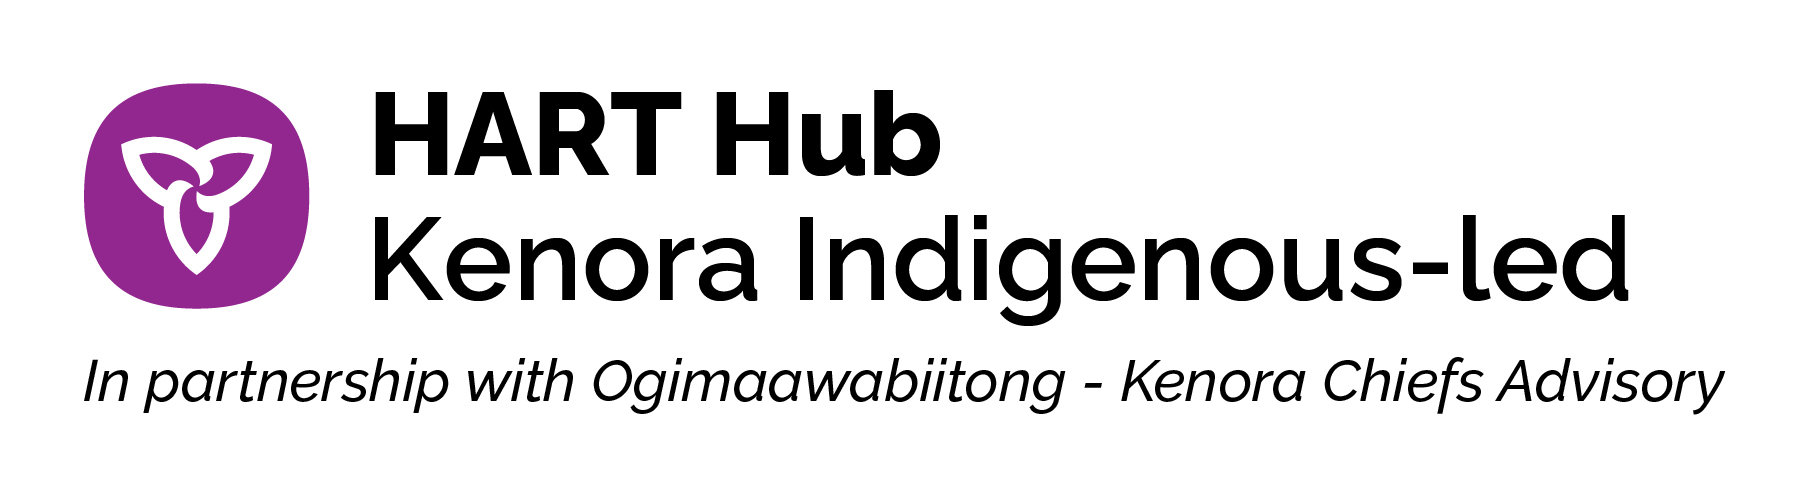 HART Hub
Kenora Indigenous-led
In partnership with Ogimaawabiitong - Kenora Chiefs Advisory